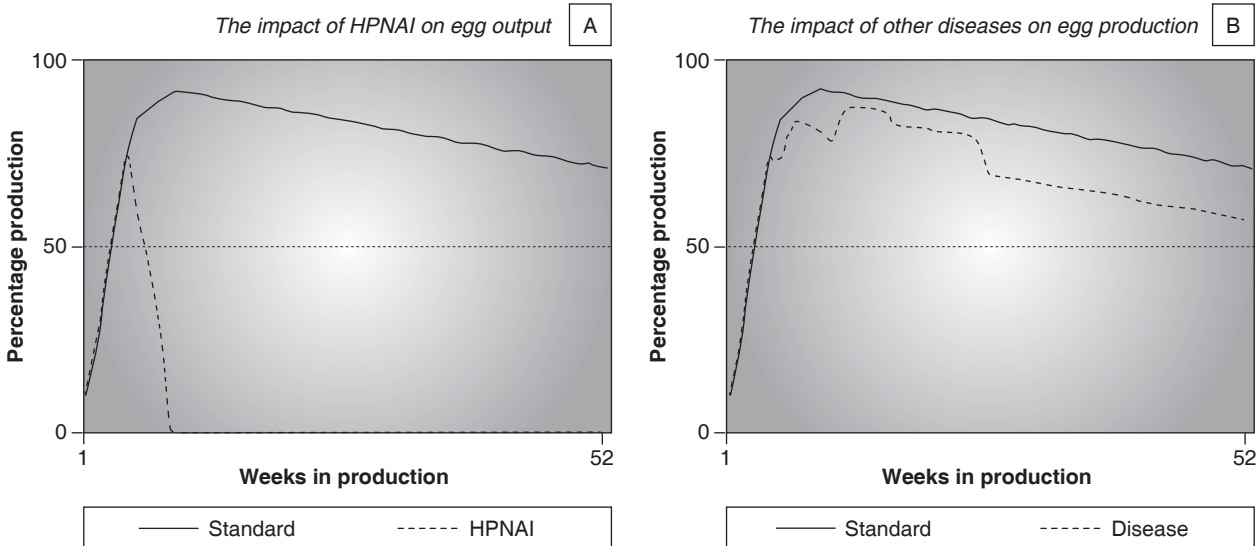 The impact of HPNAI on egg output
A
100
50
0
Percentage production
1
52
Weeks in production
Standard
HPNAI
The impact of other diseases on egg production
B
100
50
0
Percentage production
1
52
Weeks in production
Standard
Disease